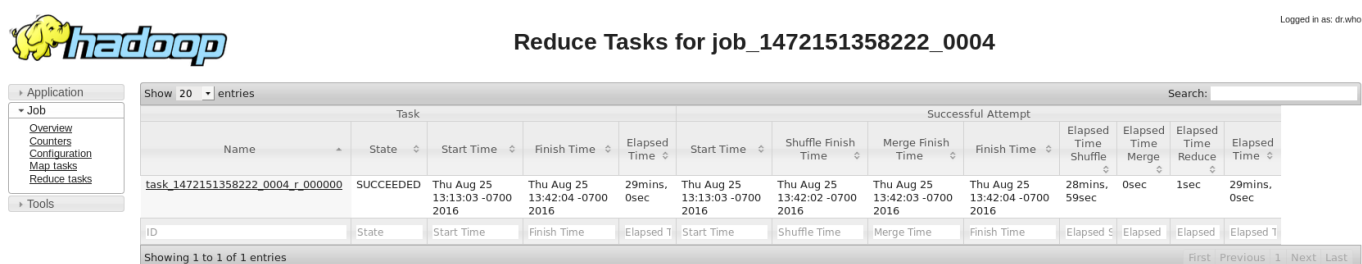 Logged in as: dr.who
hadoop
Reduce Tasks for job_1472151358222_0004
Application
Job
Overview
Counters
Configuration
Map tasks
Reduce tasks
Tools
Show 20 entries
Search:
Task Successful Attempt
Name State Start Time Finish Time Elapsed Time Start Time Shuffle Finish Time Merge Finish Time Finish Time Elapsed Time Shuffle Elapsed Time Merge Elapsed Time Reduce Elapsed Time
task_1472151358222_0004_r_000000 SUCCEEDED Thu Aug 25 13:13:03 -0700 2016 Thu Aug 25 13:42:04 -0700 2016 29mins, 0sec Thu Aug 25 13:13:03 -0700 2016 Thu Aug 25 13:42:02 -0700 2016 Thu Aug 25 13:42:03 -0700 2016 Thu Aug 25 13:42:04 -0700 2016 28mins, 59sec 0sec 1sec 29mins, 0sec
ID State Start Time Finish Time Elapsed T Start Time Shuffle Time Merge Time Finish Time Elapsed S Elapsed Elapsed Elapsed T
Showing 1 to 1 of 1 entries
First Previous 1 Next Last